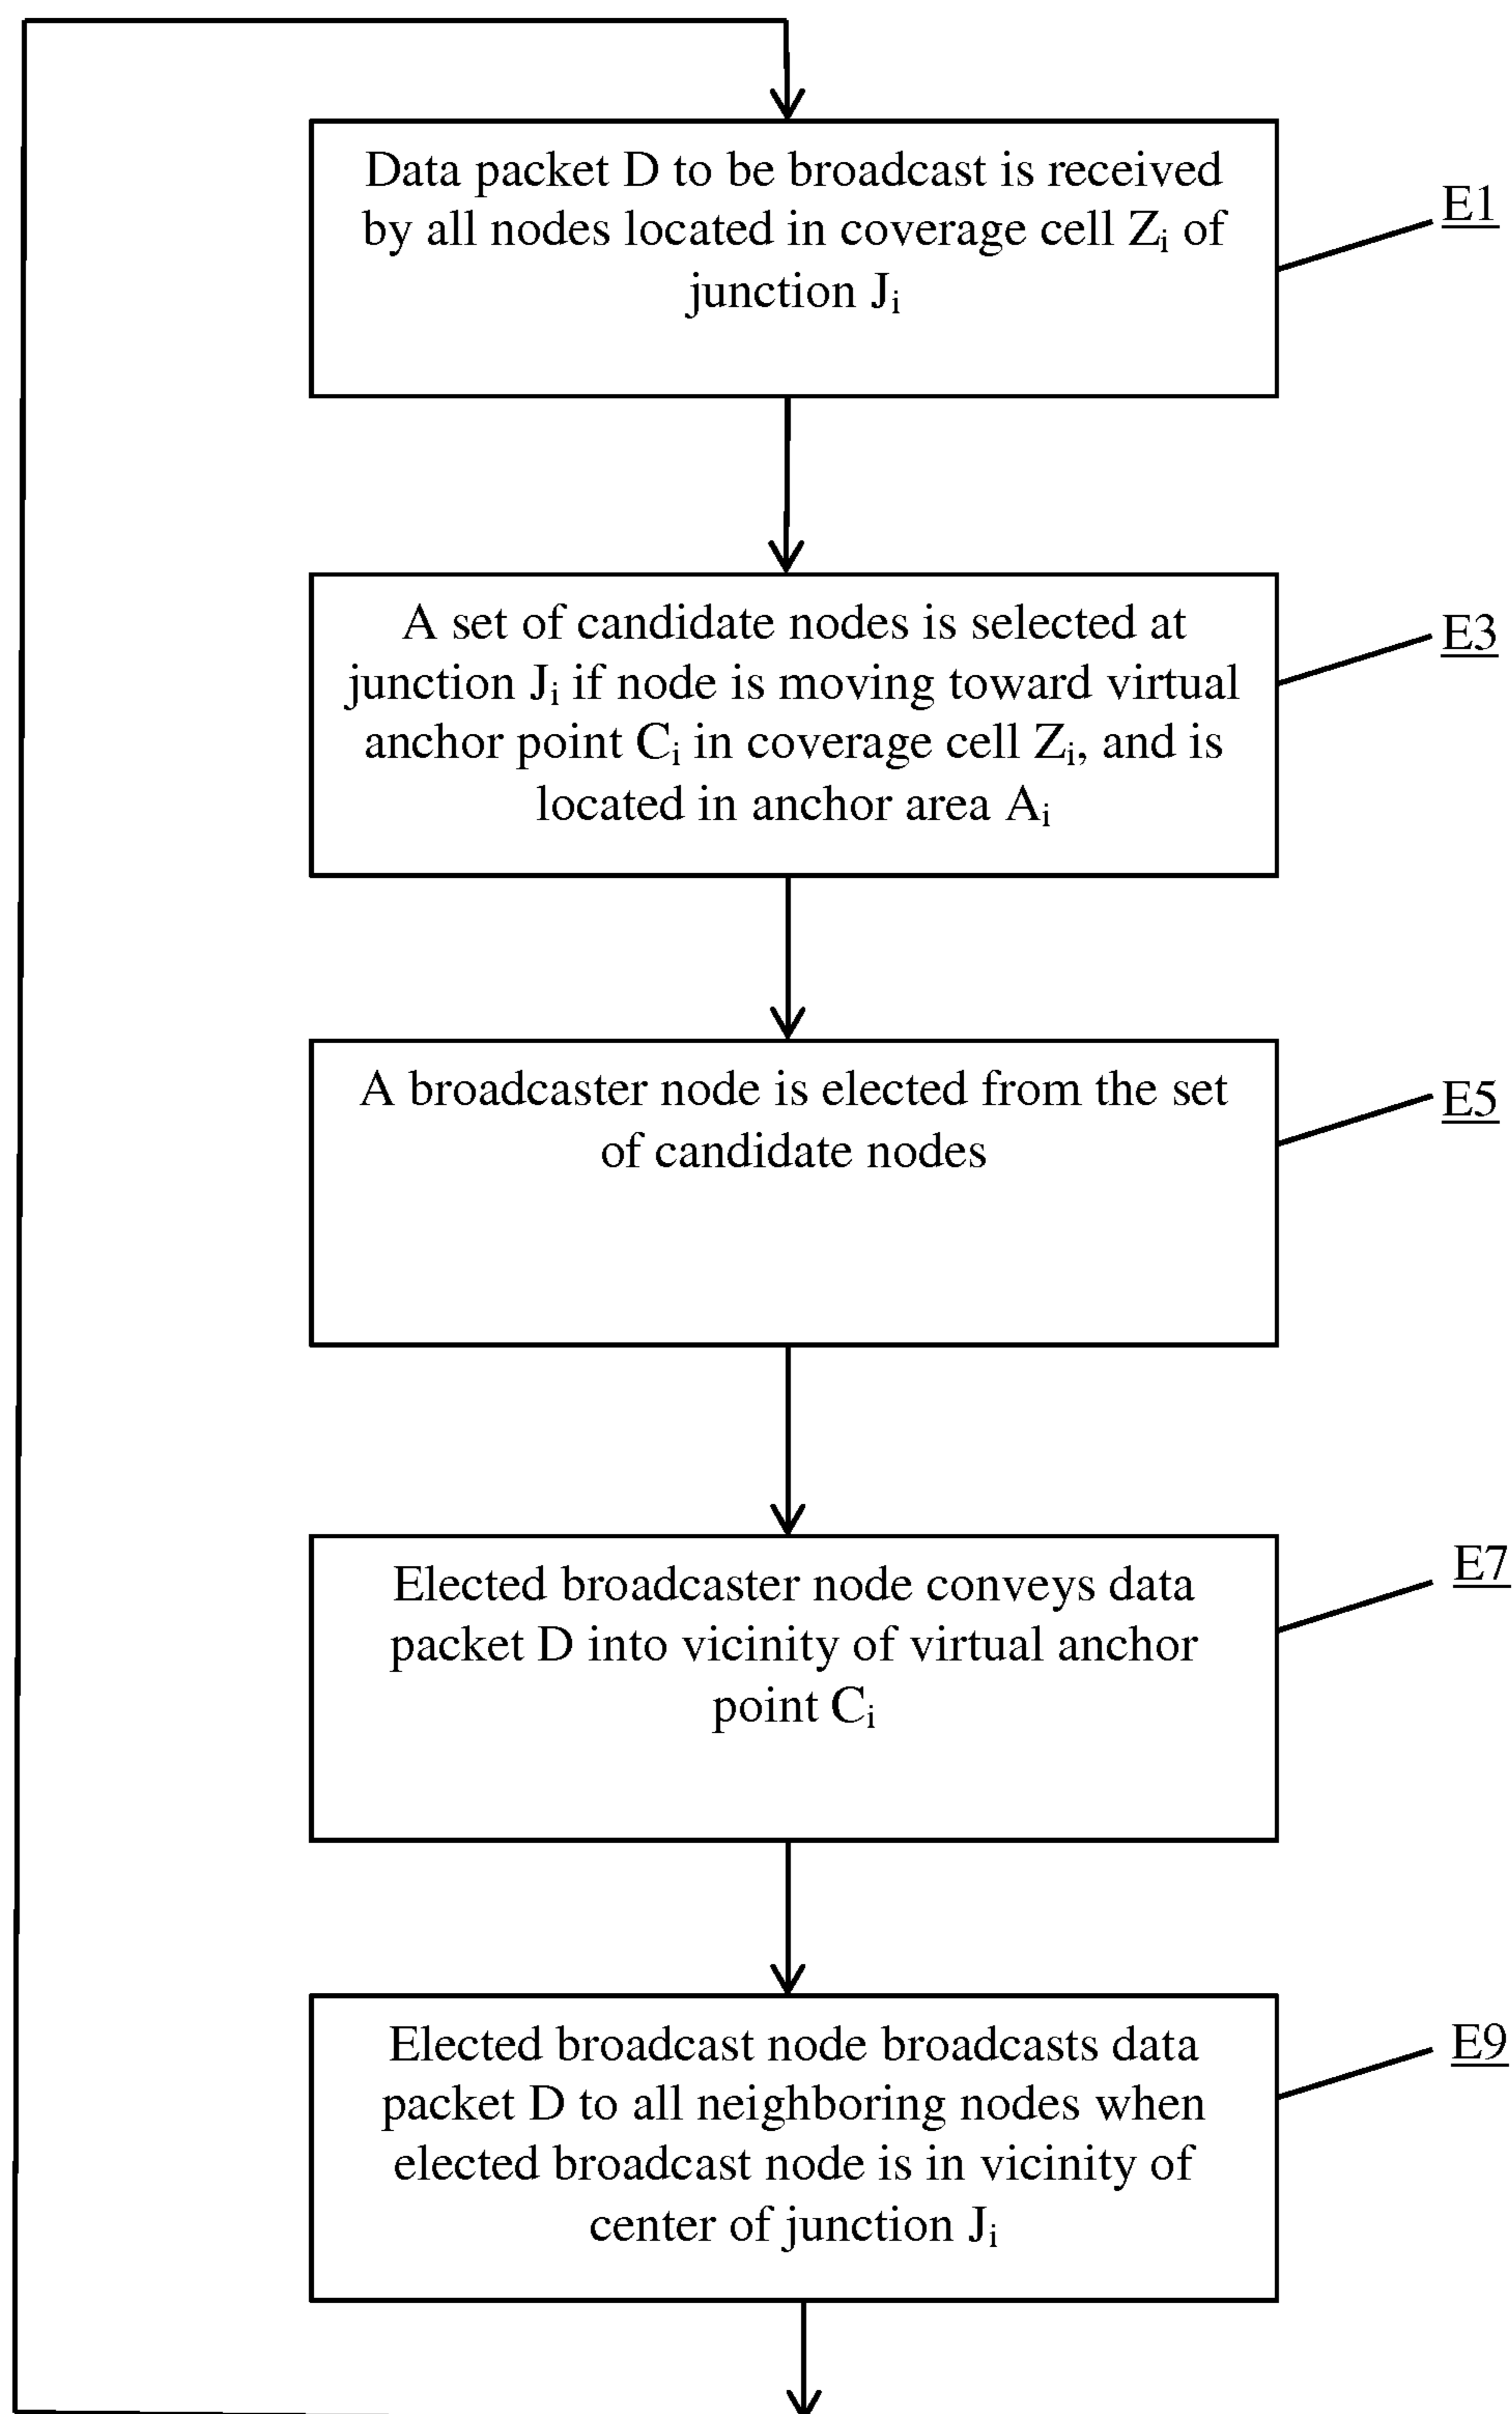 Data packet D to be broadcast is received
by all nodes located in coverage cell Zᵢ of
junction Jᵢ
E1
A set of candidate nodes is selected at
junction Jᵢ if node is moving toward virtual
anchor point Cᵢ in coverage cell Zᵢ, and is
located in anchor area Aᵢ
E3
A broadcaster node is elected from the set
of candidate nodes
E5
Elected broadcaster node conveys data
packet D into vicinity of virtual anchor
point Cᵢ
E7
Elected broadcast node broadcasts data
packet D to all neighboring nodes when
elected broadcast node is in vicinity of
center of junction Jᵢ
E9